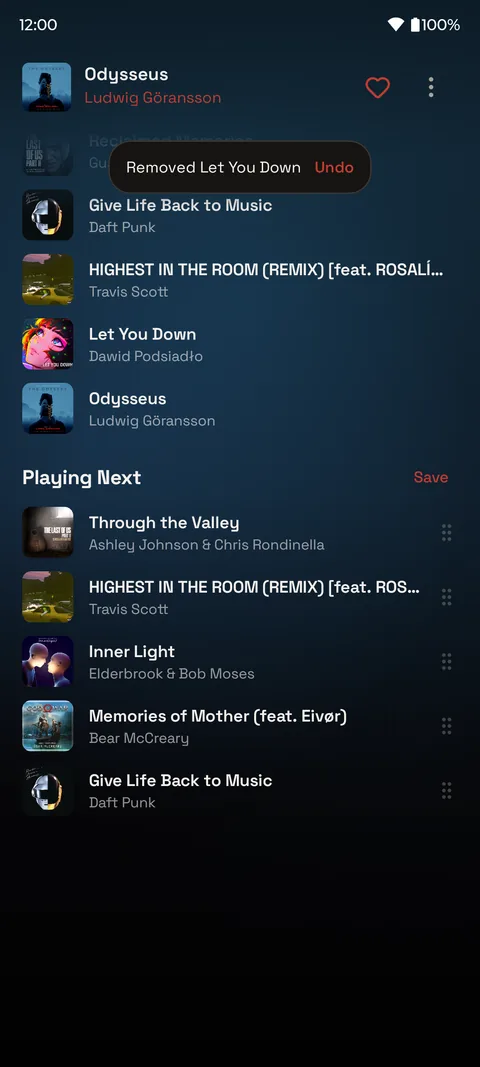 12:00
100%
Odysseus
Ludwig Göransson
Reclaimed Memories
Removed Let You Down Undo
Give Life Back to Music
Daft Punk
HIGHEST IN THE ROOM (REMIX) [feat. ROSALÍ...
Travis Scott
Let You Down
Dawid Podsiadło
Odysseus
Ludwig Göransson
Playing Next
Save
Through the Valley
Ashley Johnson & Chris Rondinella
HIGHEST IN THE ROOM (REMIX) [feat. ROS...
Travis Scott
Inner Light
Elderbrook & Bob Moses
Memories of Mother (feat. Eivør)
Bear McCreary
Give Life Back to Music
Daft Punk